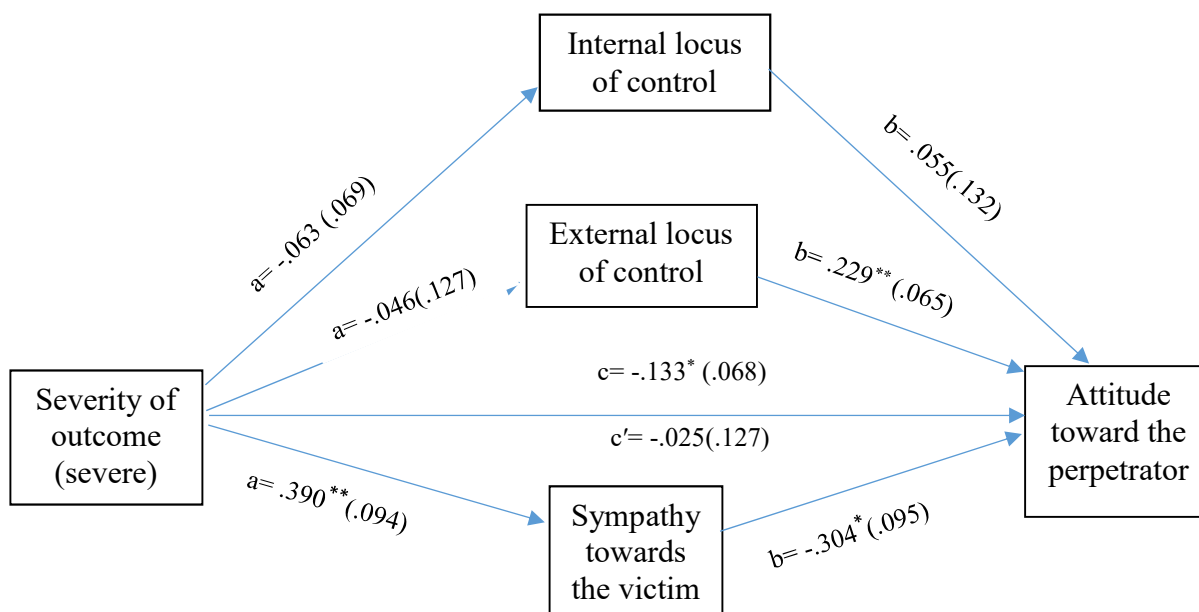 Internal locus
of control
a= -.063 (.069)
b= .055(.132)
External locus
of control
a= -.046(.127)
b= .229**(.065)
Severity of
outcome
(severe)
c= -.133* (.068)
c′= -.025(.127)
Attitude
toward the
perpetrator
a= .390**(.094)
Sympathy
towards
the victim
b= -.304*(.095)